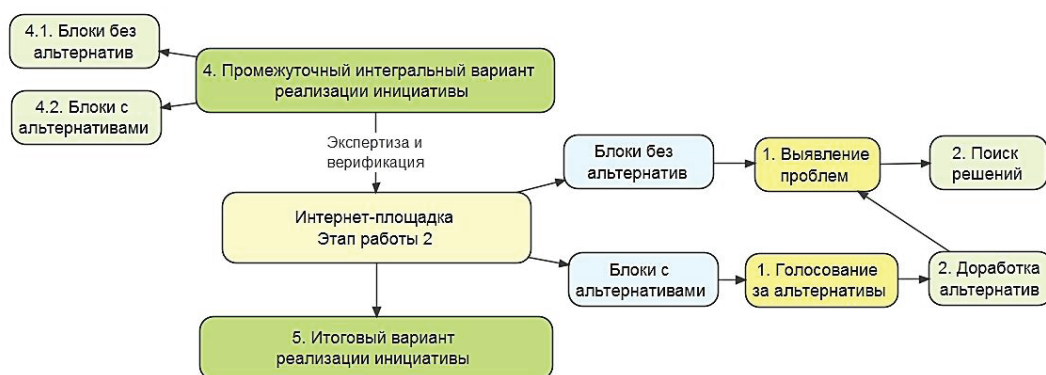 4.1. Блоки без
альтернатив
4. Промежуточный интегральный вариант
реализации инициативы
4.2. Блоки с
альтернативами
Экспертиза и
верификация
Блоки без
альтернатив
1. Выявление
проблем
2. Поиск
решений
Интернет-площадка
Этап работы 2
Блоки с
альтернативами
1. Голосование
за альтернативы
2. Доработка
альтернатив
5. Итоговый вариант
реализации инициативы